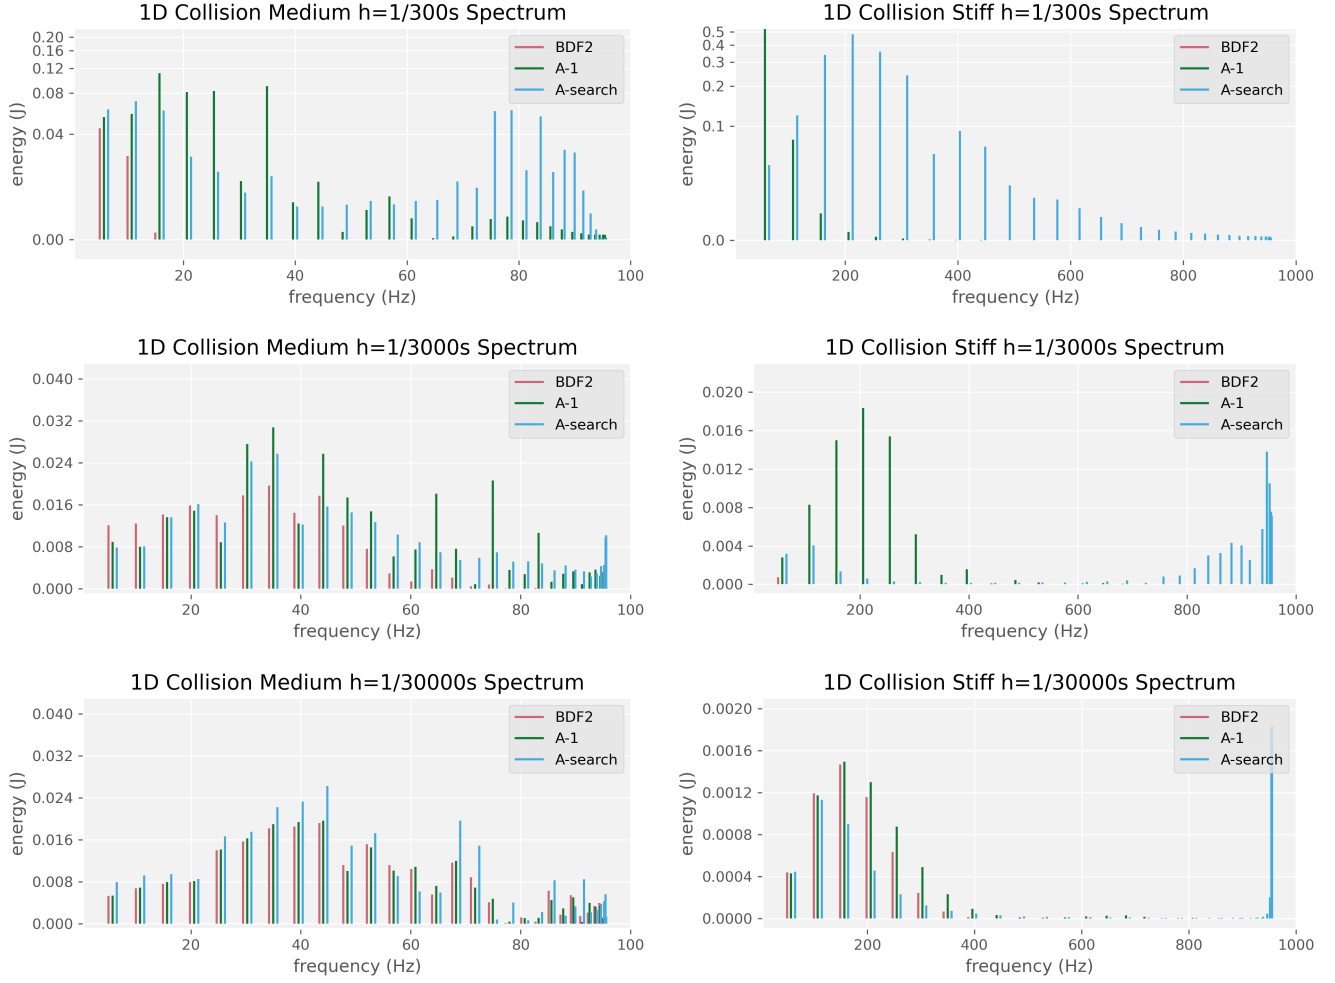 1D Collision Medium h=1/300s Spectrum
energy (J)
0.20
0.16
0.12
0.08
0.04
0.00
BDF2
A-1
A-search
20 40 60 80 100
frequency (Hz)
1D Collision Stiff h=1/300s Spectrum
energy (J)
0.5
0.4
0.3
0.2
0.1
0.0
BDF2
A-1
A-search
200 400 600 800 1000
frequency (Hz)
1D Collision Medium h=1/3000s Spectrum
energy (J)
0.040
0.032
0.024
0.016
0.008
0.000
BDF2
A-1
A-search
20 40 60 80 100
frequency (Hz)
1D Collision Stiff h=1/3000s Spectrum
energy (J)
0.020
0.016
0.012
0.008
0.004
0.000
BDF2
A-1
A-search
200 400 600 800 1000
frequency (Hz)
1D Collision Medium h=1/30000s Spectrum
energy (J)
0.040
0.032
0.024
0.016
0.008
0.000
BDF2
A-1
A-search
20 40 60 80 100
frequency (Hz)
1D Collision Stiff h=1/30000s Spectrum
energy (J)
0.0020
0.0016
0.0012
0.0008
0.0004
0.0000
BDF2
A-1
A-search
200 400 600 800 1000
frequency (Hz)